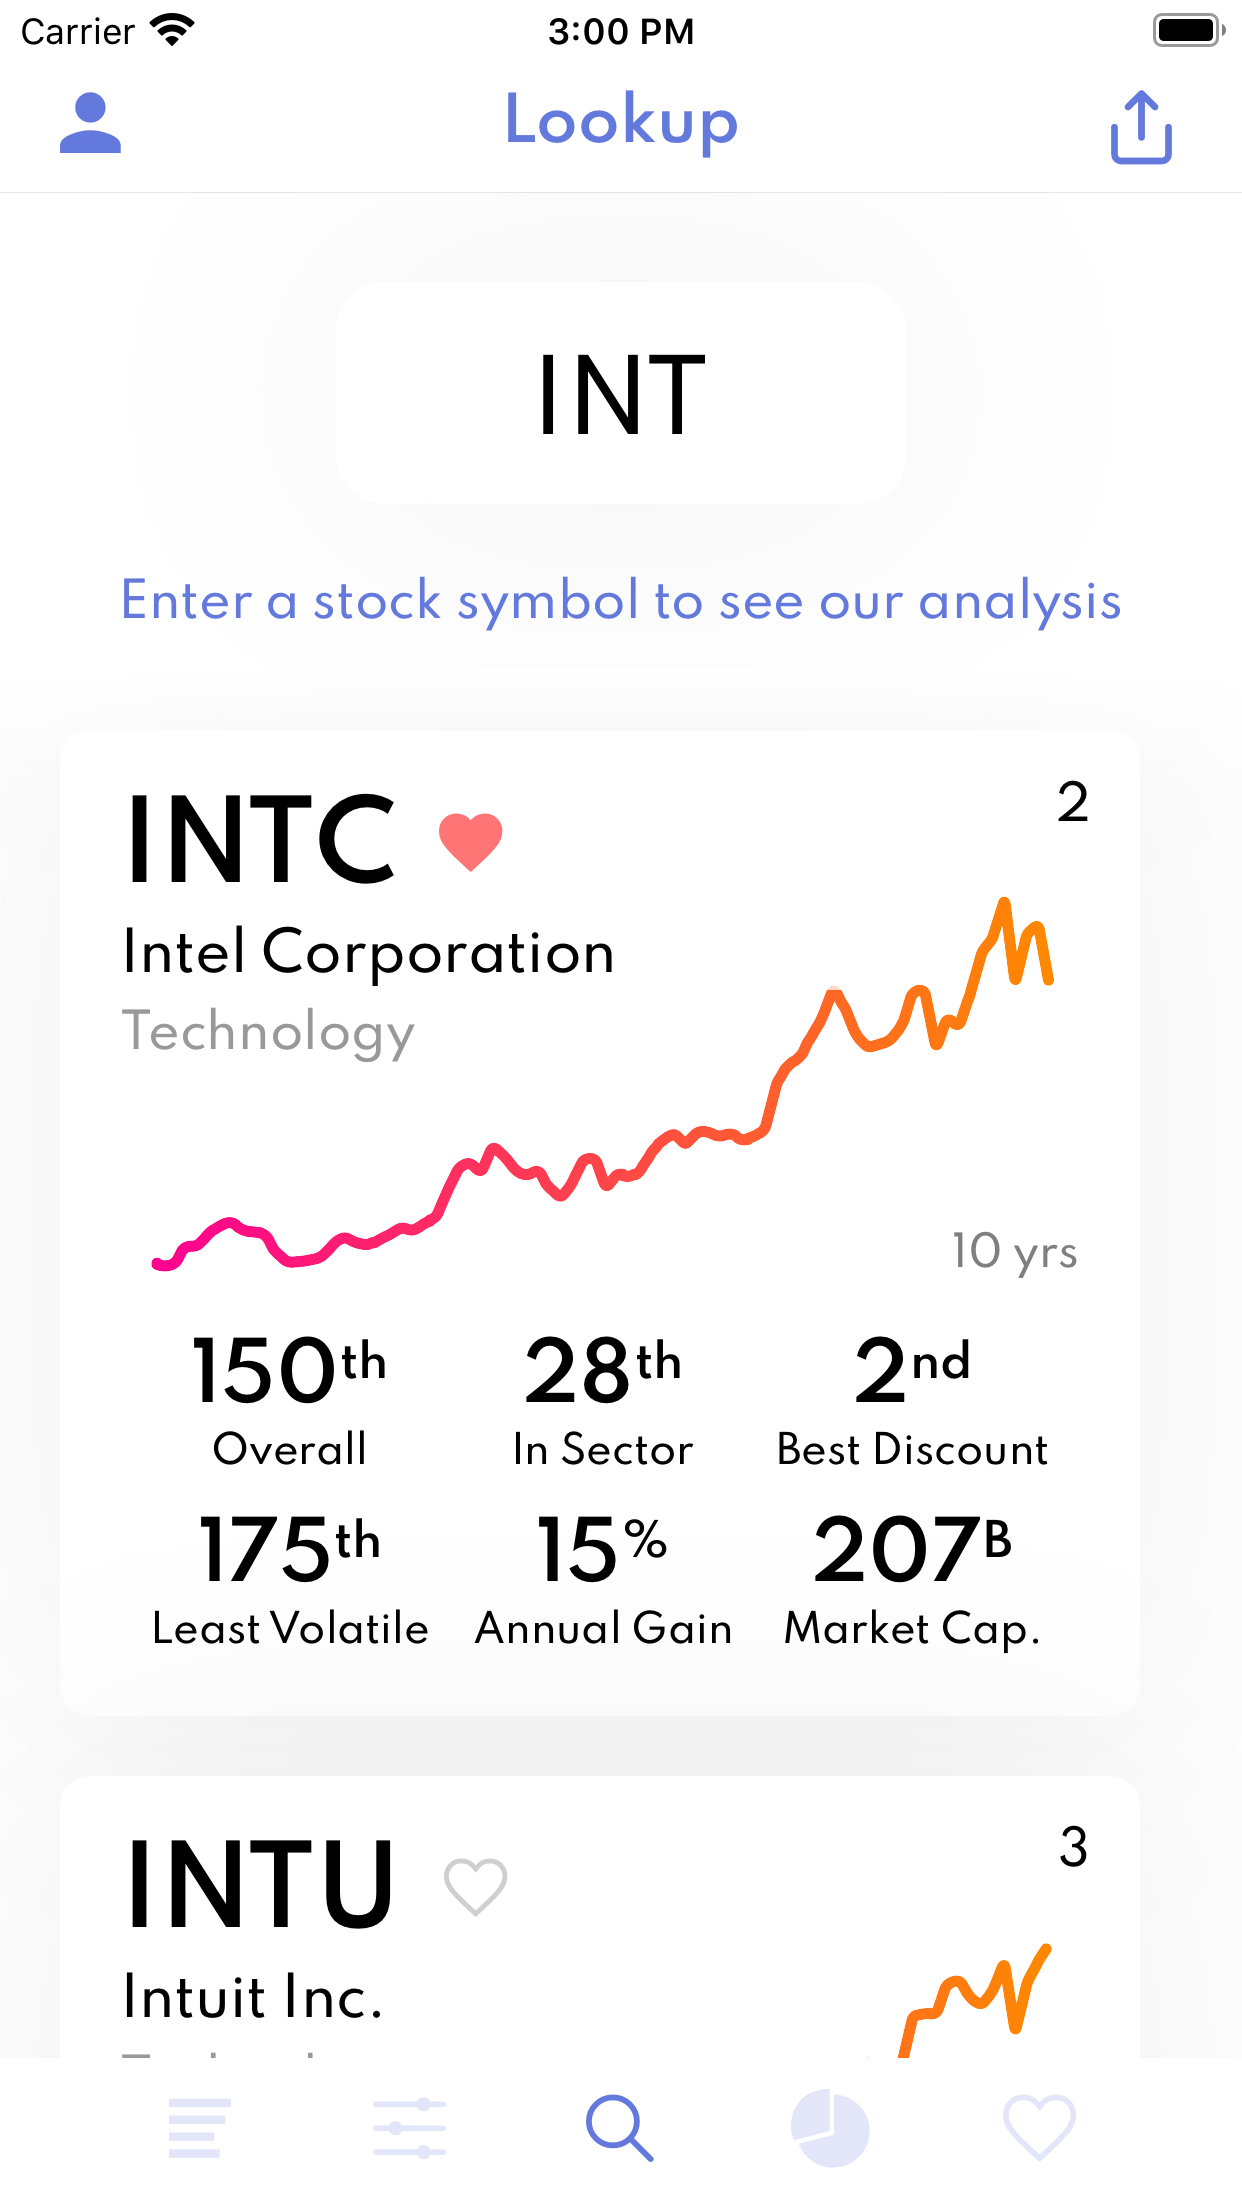 Carrier 3:00 PM
Lookup
INT
Enter a stock symbol to see our analysis
INTC 2
Intel Corporation
Technology
10 yrs
150th 28th 2nd
Overall In Sector Best Discount
175th 15% 207B
Least Volatile Annual Gain Market Cap.
INTU 3
Intuit Inc.